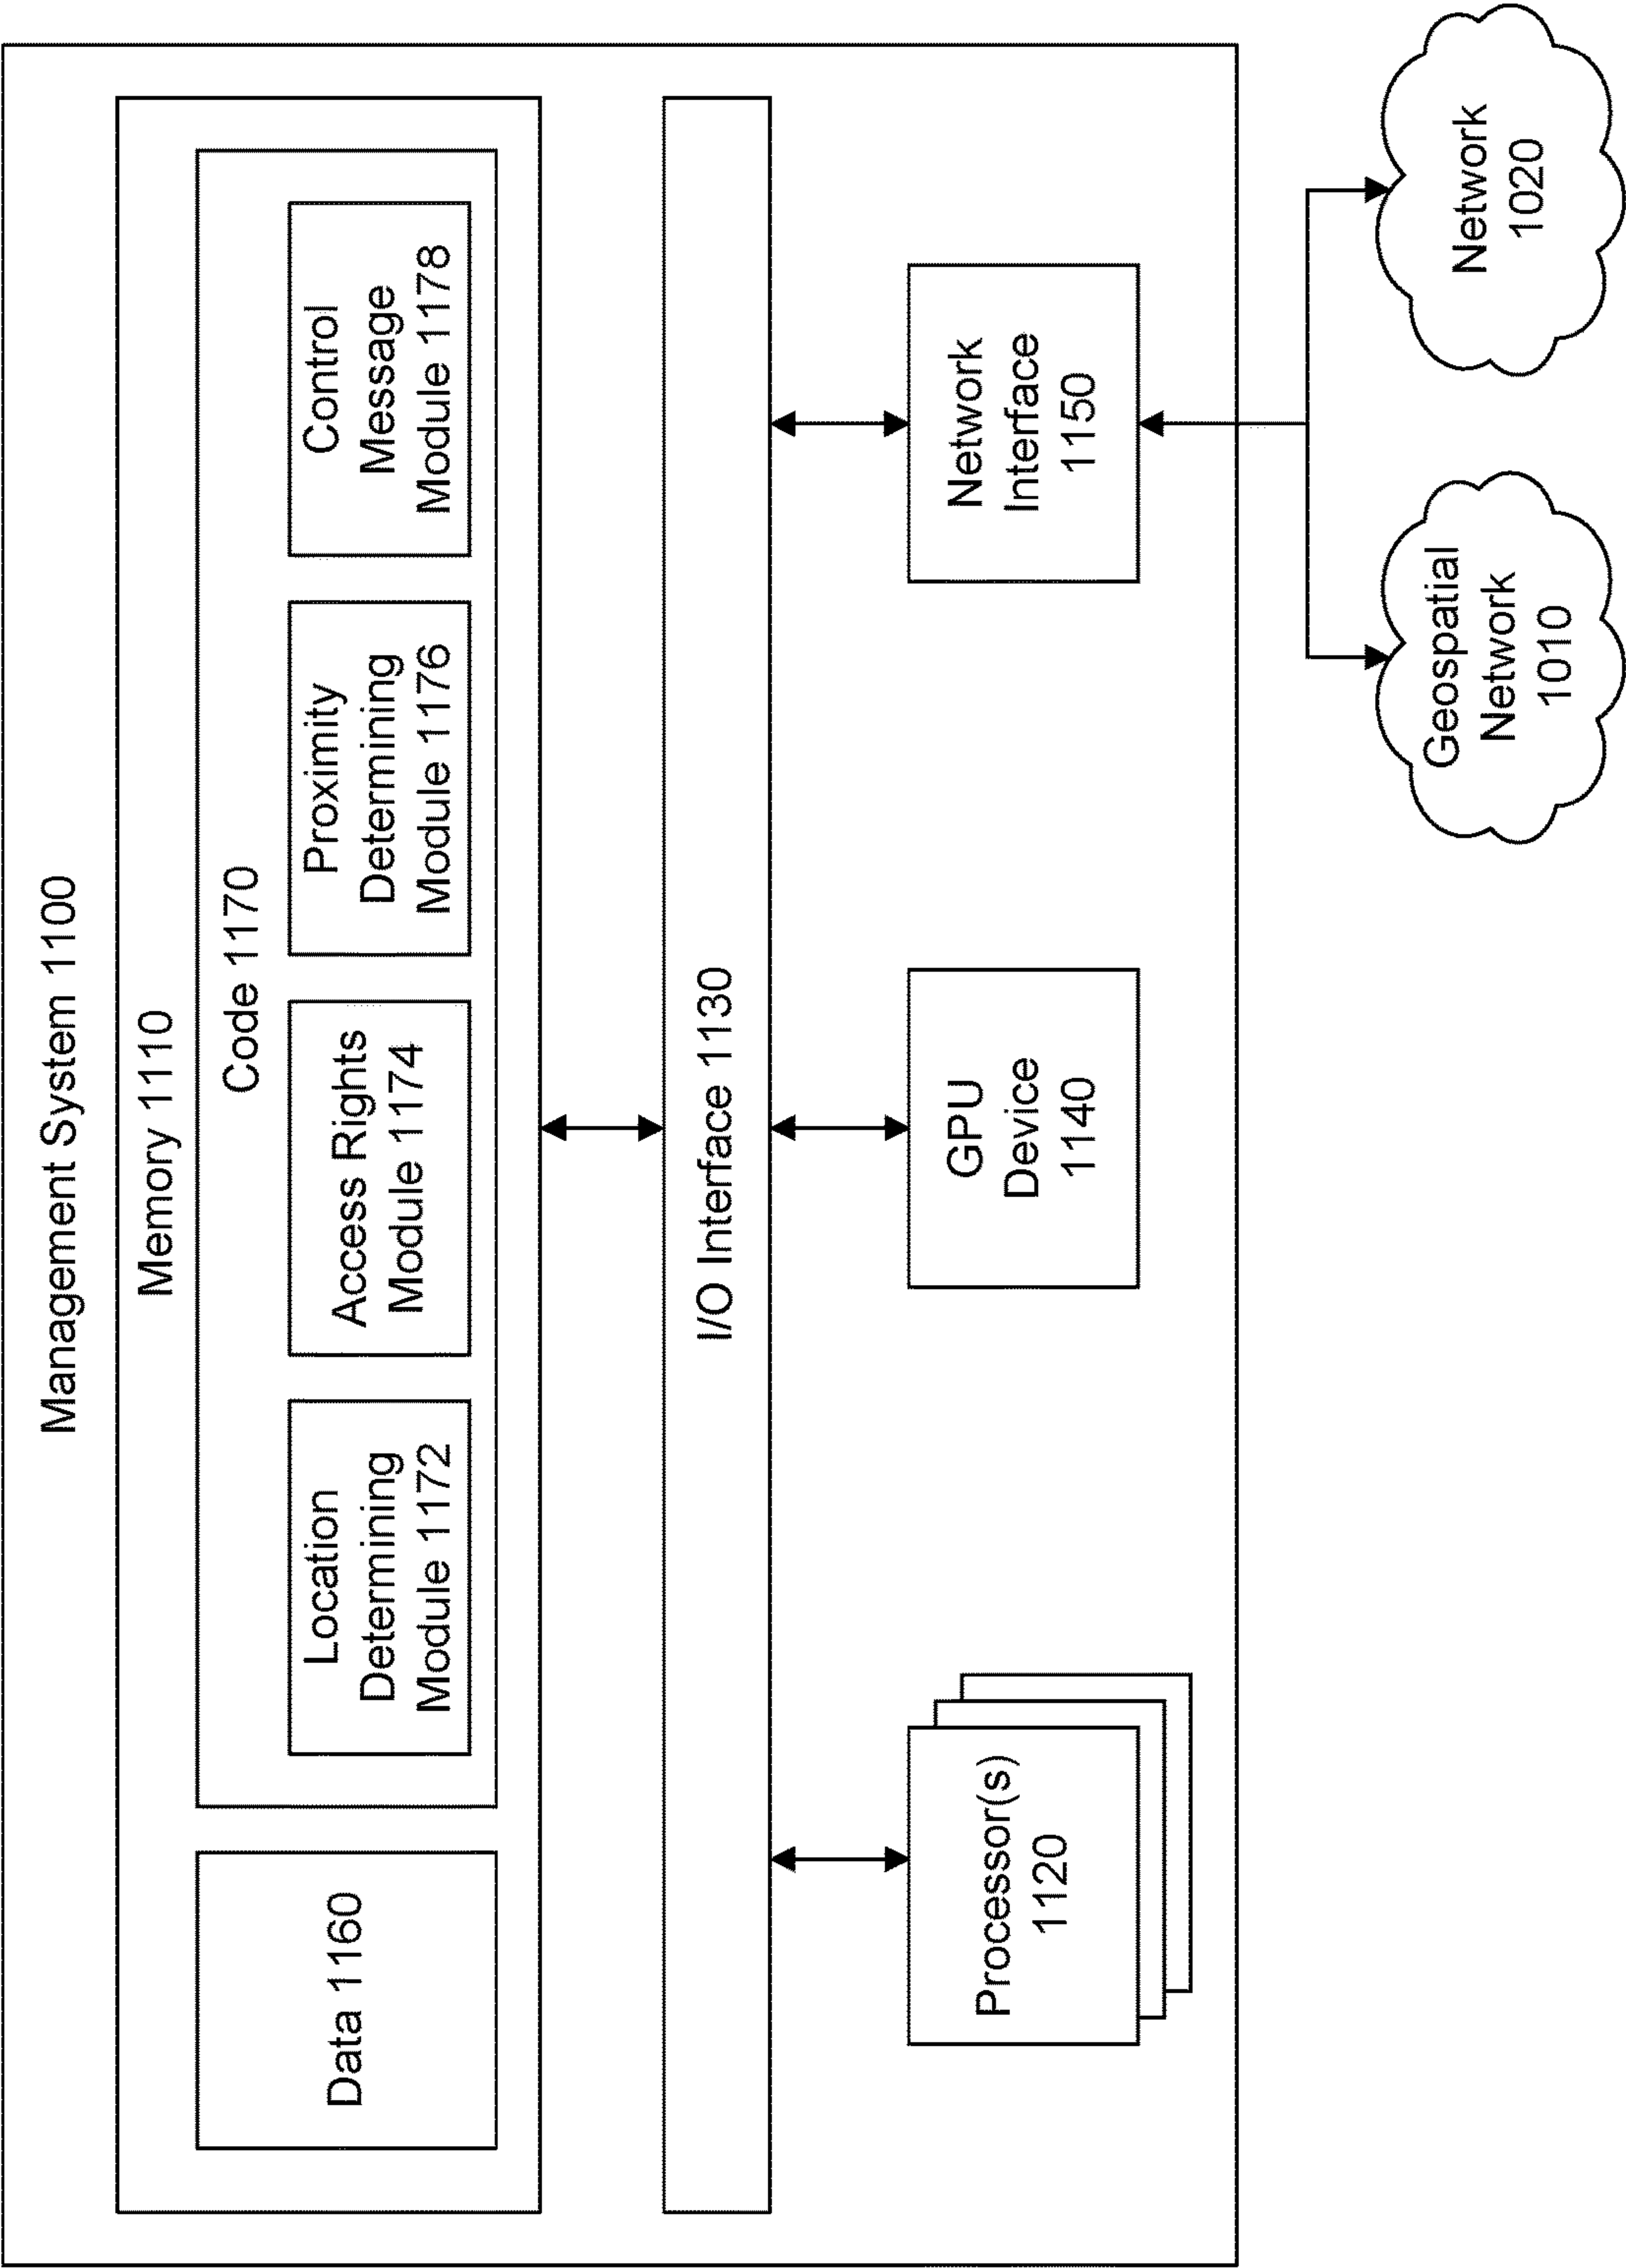 Management System 1100
Memory 1110
Data 1160
Code 1170
Location
Determining
Module 1172
Access Rights
Module 1174
Proximity
Determining
Module 1176
Control
Message
Module 1178
I/O Interface 1130
Processor(s)
1120
GPU
Device
1140
Network
Interface
1150
Geospatial
Network
1010
Network
1020